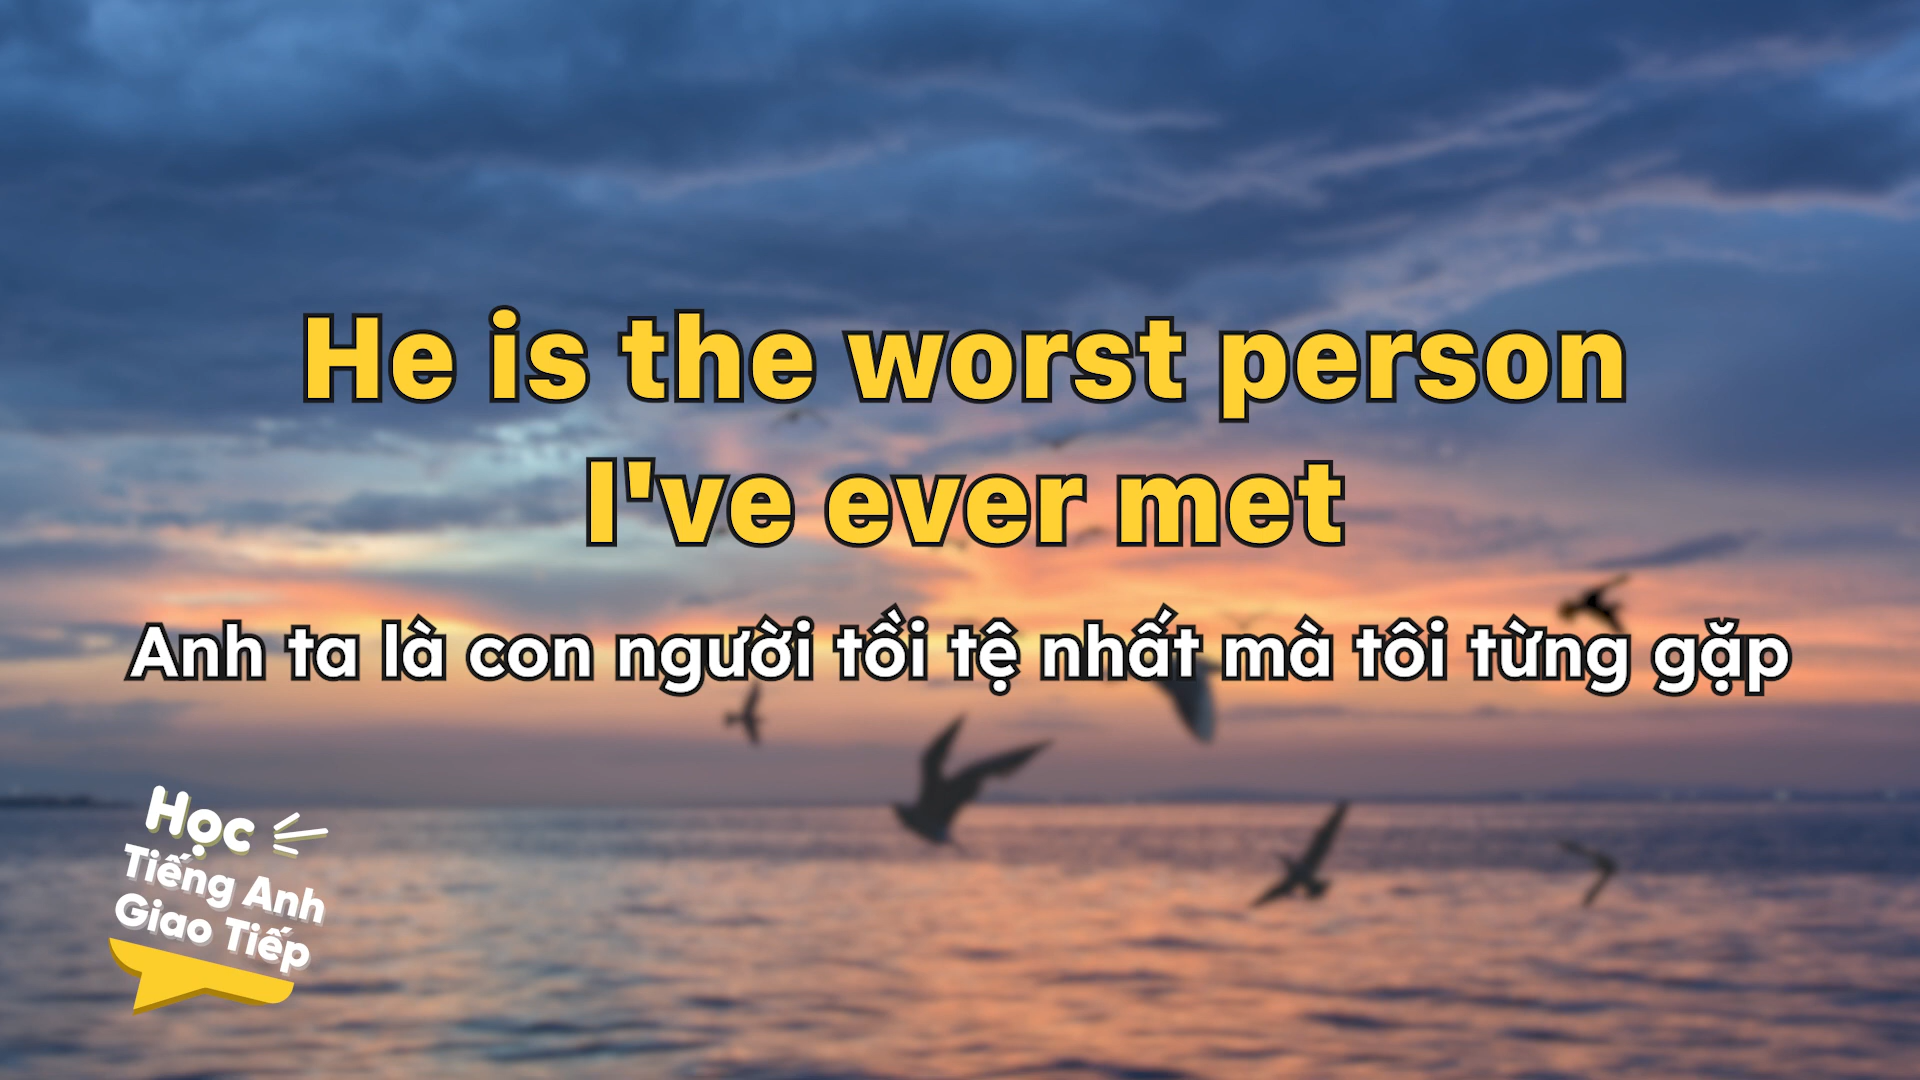 He is the worst person
I've ever met
Anh ta là con người tồi tệ nhất mà tôi từng gặp
Học
Tiếng Anh
Giao Tiếp